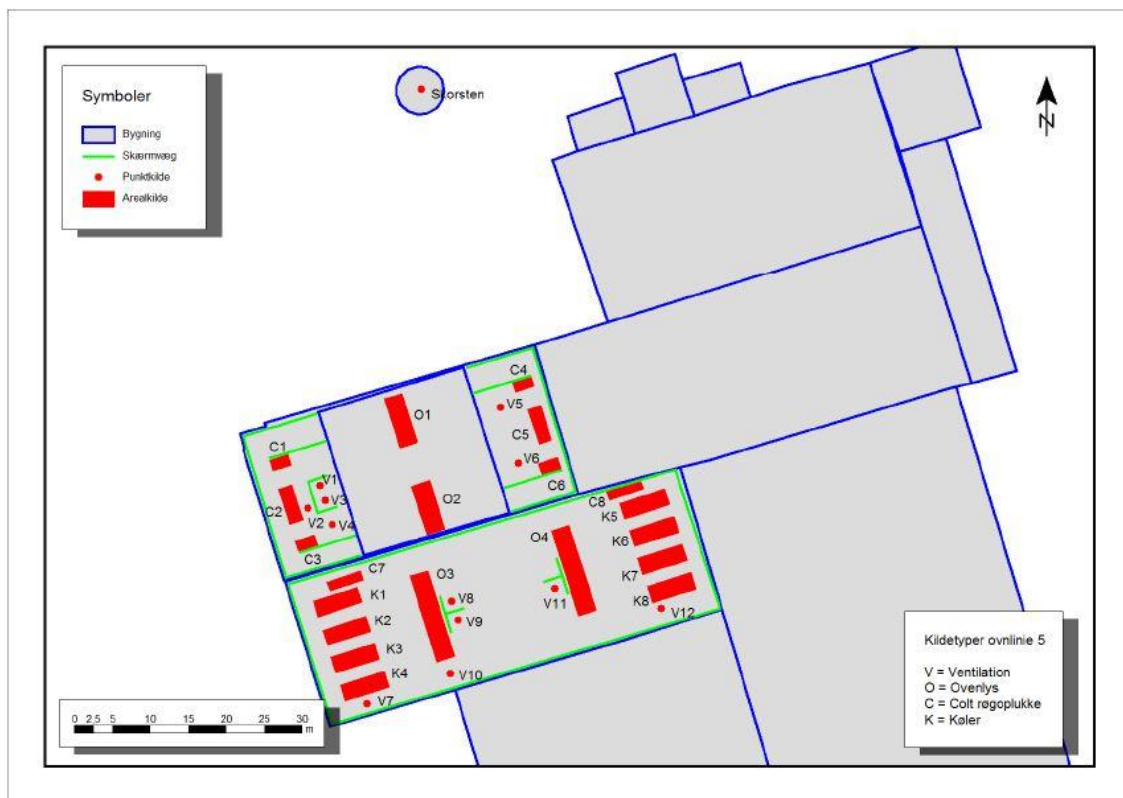 Symboler
Bygning
Skærmvæg
Punktkilde
Arealkilde
Skorsten
N
C4
V5
O1
C5
C1
V6
V1
O2
C6
C2
V3
C8
V2
V4
K5
C3
O4
K6
C7
O3
K7
K1
V8
V11
K8
K2
V9
V12
K3
K4
V10
V7
0 2.5 5 10 15 20 25 30
m
Kildetyper ovnlinie 5
V = Ventilation
O = Ovenlys
C = Colt røgoplukke
K = Køler